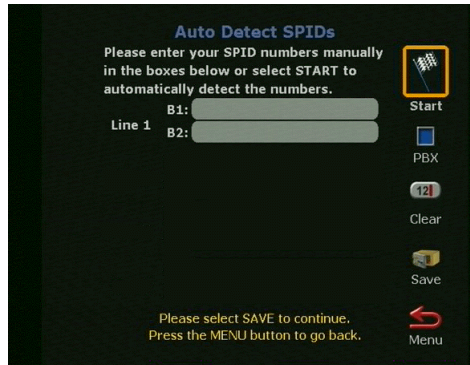 Auto Detect SPIDs
Please enter your SPID numbers manually
in the boxes below or select START to
automatically detect the numbers.
Line 1
B1:
B2:
Start
PBX
12
Clear
Save
Please select SAVE to continue.
Press the MENU button to go back.
Menu